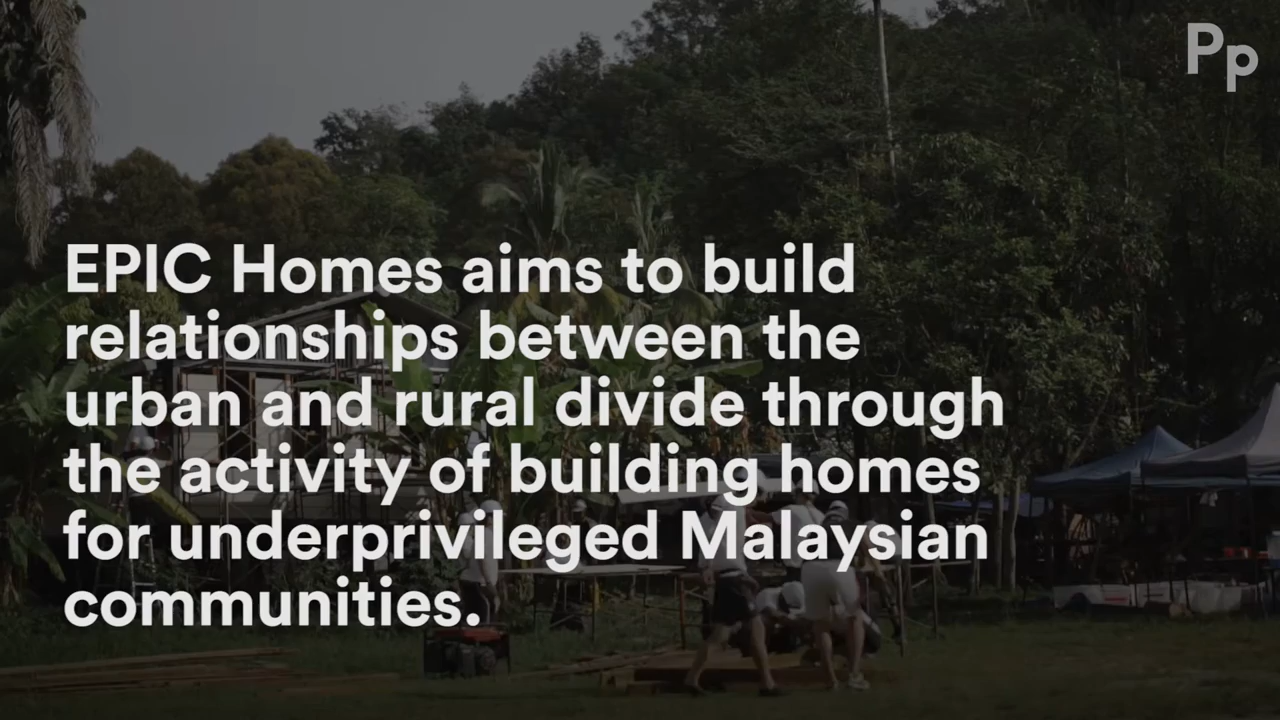 Pp
EPIC Homes aims to build
relationships between the
urban and rural divide through
the activity of building homes
for underprivileged Malaysian
communities.